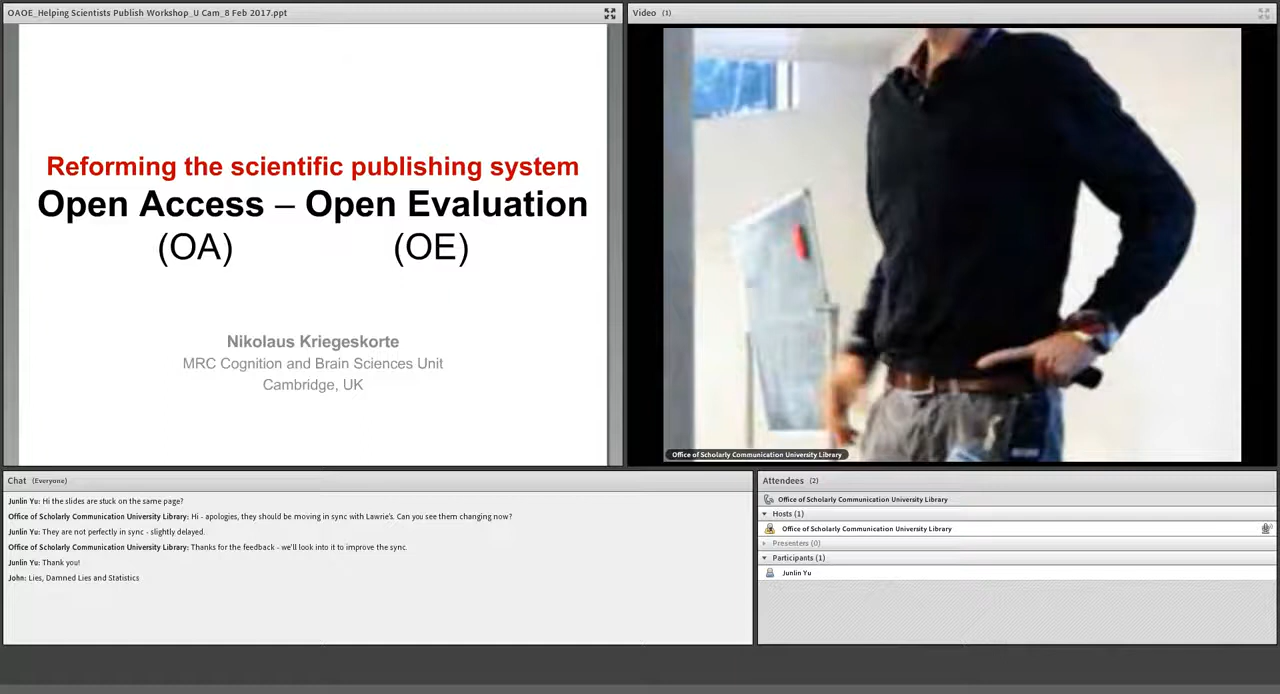 OAOE_Helping Scientists Publish Workshop_U Cam_8 Feb 2017.ppt
Reforming the scientific publishing system
Open Access – Open Evaluation
(OA) (OE)
Nikolaus Kriegeskorte
MRC Cognition and Brain Sciences Unit
Cambridge, UK
Video (1)
Office of Scholarly Communication University Library
Chat (Everyone)
Junlin Yu: Hi the slides are stuck on the same page?
Office of Scholarly Communication University Library: Hi - apologies, they should be moving in sync with Lawrie's. Can you see them changing now?
Junlin Yu: They are not perfectly in sync - slightly delayed.
Office of Scholarly Communication University Library: Thanks for the feedback - we'll look into it to improve the sync.
Junlin Yu: Thank you!
John: Lies, Damned Lies and Statistics
Attendees (2)
Office of Scholarly Communication University Library
Hosts (1)
Office of Scholarly Communication University Library
Presenters (0)
Participants (1)
Junlin Yu